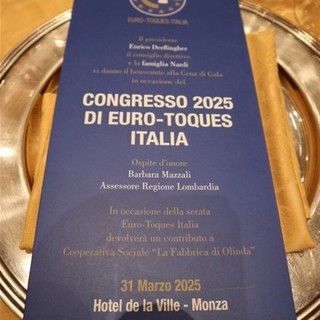 EURO-TOQUES ITALIA
Il presidente
Enrico Derflingher
il consiglio direttivo
e la famiglia Nardi
vi danno il benvenuto alla Cena di Gala
in occasione del
CONGRESSO 2025
DI EURO-TOQUES
ITALIA
Ospite d'onore
Barbara Mazzali
Assessore Regione Lombardia
In occasione della serata
Euro-Toques Italia
devolverà un contributo a
Cooperativa Sociale "La Fabbrica di Olinda"
31 Marzo 2025
Hotel de la Ville - Monza